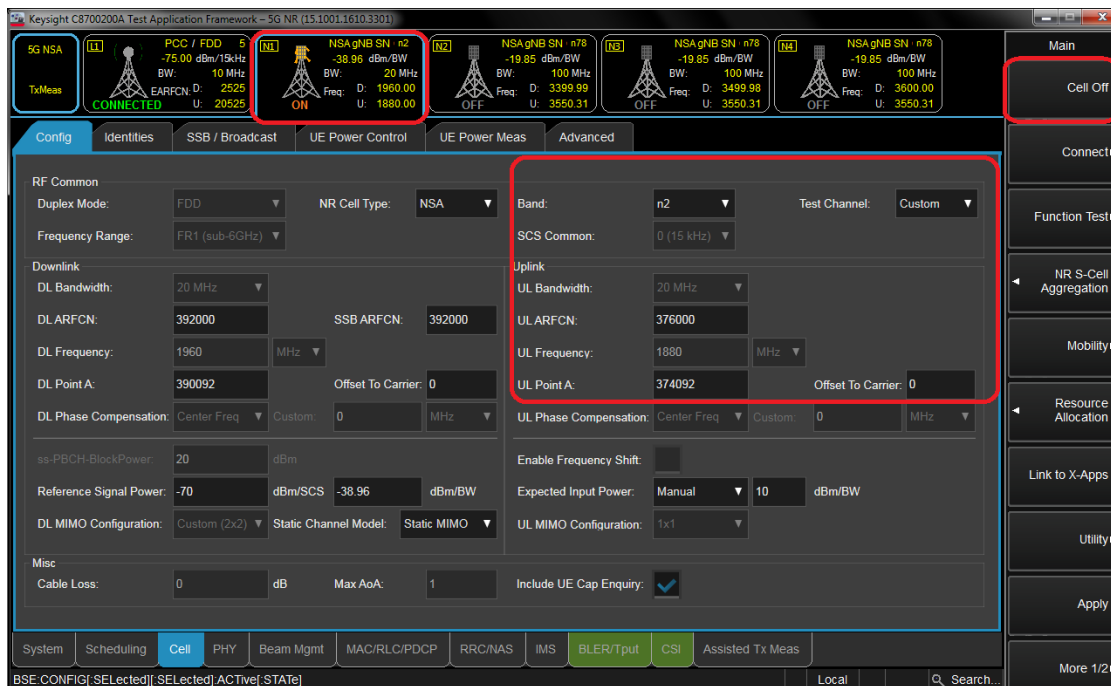 Keysight C8700200A Test Application Framework – 5G NR (15.1001.1610.3301)
5G NSA
TxMeas
L1
PCC / FDD 5
-75.00 dBm/15kHz
BW: 10 MHz
EARFCN: D: 2525
U: 20525
CONNECTED
N1
NSA gNB SN · n2
-38.96 dBm/BW
BW: 20 MHz
Freq: D: 1960.00
U: 1880.00
ON
N2
NSA gNB SN · n78
-19.85 dBm/BW
BW: 100 MHz
Freq: D: 3399.99
U: 3550.31
OFF
N3
NSA gNB SN · n78
-19.85 dBm/BW
BW: 100 MHz
Freq: D: 3499.98
U: 3550.31
OFF
N4
NSA gNB SN · n78
-19.85 dBm/BW
BW: 100 MHz
Freq: D: 3600.00
U: 3550.31
OFF
Config Identities SSB / Broadcast UE Power Control UE Power Meas Advanced
RF Common
Duplex Mode: FDD NR Cell Type: NSA Band: n2 Test Channel: Custom
Frequency Range: FR1 (sub-6GHz) SCS Common: 0 (15 kHz)
Downlink
DL Bandwidth: 20 MHz
DL ARFCN: 392000 SSB ARFCN: 392000
DL Frequency: 1960 MHz
DL Point A: 390092 Offset To Carrier: 0
DL Phase Compensation: Center Freq Custom: 0 MHz
Uplink
UL Bandwidth: 20 MHz
UL ARFCN: 376000
UL Frequency: 1880 MHz
UL Point A: 374092 Offset To Carrier: 0
UL Phase Compensation: Center Freq Custom: 0 MHz
ss-PBCH-BlockPower: 20 dBm
Reference Signal Power: -70 dBm/SCS -38.96 dBm/BW
DL MIMO Configuration: Custom (2x2) Static Channel Model: Static MIMO
Enable Frequency Shift:
Expected Input Power: Manual 10 dBm/BW
UL MIMO Configuration: 1x1
Misc
Cable Loss: 0 dB Max AoA: 1 Include UE Cap Enquiry:
System Scheduling Cell PHY Beam Mgmt MAC/RLC/PDCP RRC/NAS IMS BLER/Tput CSI Assisted Tx Meas
BSE:CONFIG[:SELected][:SELected]:ACTive[:STATe]
Local Search...
Main
Cell Off
Connect
Function Test
NR S-Cell
Aggregation
Mobility
Resource
Allocation
Link to X-Apps
Utility
Apply
More 1/2